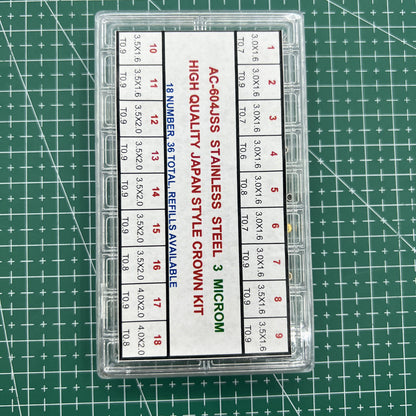 1 2 3 4 5 6 7 8 9
3.0X1.6 3.0X1.6 3.0X1.6 3.0X1.6 3.0X1.6 3.0X1.6 3.0X1.6 3.5X1.6 3.5X1.6
T0.7 T0.9 T0.7 T0.6 T0.7 T0.9 T0.9 T0.7 T0.9
AC-604JSS STAINLESS STEEL 3 MICROM
HIGH QUALITY JAPAN STYLE CROWN KIT
18 NUMBER, 36 TOTAL, REFILLS AVAILABLE
10 11 12 13 14 15 16 17 18
3.5X1.6 3.5X1.6 3.5X2.0 3.5X2.0 3.5X2.0 3.5X2.0 3.5X2.0 4.0X2.0 4.0X2.0
T0.9 T0.9 T0.9 T0.9 T0.9 T0.9 T0.8 T0.9 T0.8